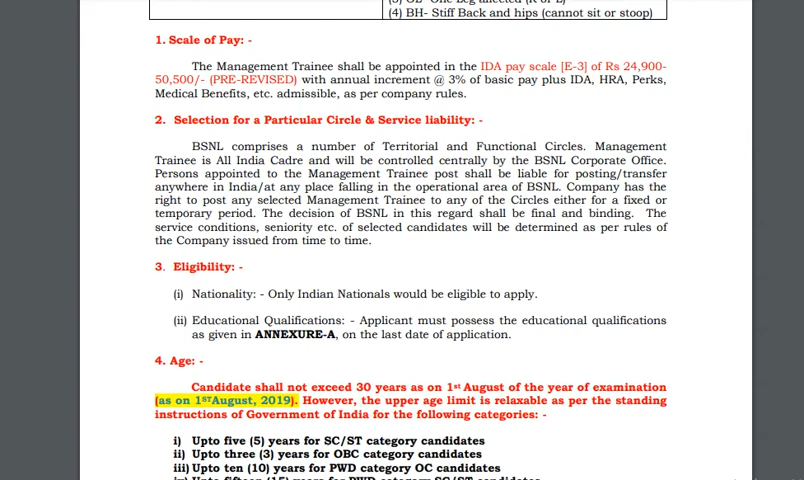 (4) BH- Stiff Back and hips (cannot sit or stoop)
1. Scale of Pay: -
The Management Trainee shall be appointed in the IDA pay scale [E-3] of Rs 24,900-
50,500/- (PRE-REVISED) with annual increment @ 3% of basic pay plus IDA, HRA, Perks,
Medical Benefits, etc. admissible, as per company rules.
2. Selection for a Particular Circle & Service liability: -
BSNL comprises a number of Territorial and Functional Circles. Management
Trainee is All India Cadre and will be controlled centrally by the BSNL Corporate Office.
Persons appointed to the Management Trainee post shall be liable for posting/transfer
anywhere in India/at any place falling in the operational area of BSNL. Company has the
right to post any selected Management Trainee to any of the Circles either for a fixed or
temporary period. The decision of BSNL in this regard shall be final and binding. The
service conditions, seniority etc. of selected candidates will be determined as per rules of
the Company issued from time to time.
3. Eligibility: -
(i) Nationality: - Only Indian Nationals would be eligible to apply.
(ii) Educational Qualifications: - Applicant must possess the educational qualifications
as given in ANNEXURE-A, on the last date of application.
4. Age: -
Candidate shall not exceed 30 years as on 1st August of the year of examination
(as on 1STAugust, 2019). However, the upper age limit is relaxable as per the standing
instructions of Government of India for the following categories: -
i) Upto five (5) years for SC/ST category candidates
ii) Upto three (3) years for OBC category candidates
iii) Upto ten (10) years for PWD category OC candidates